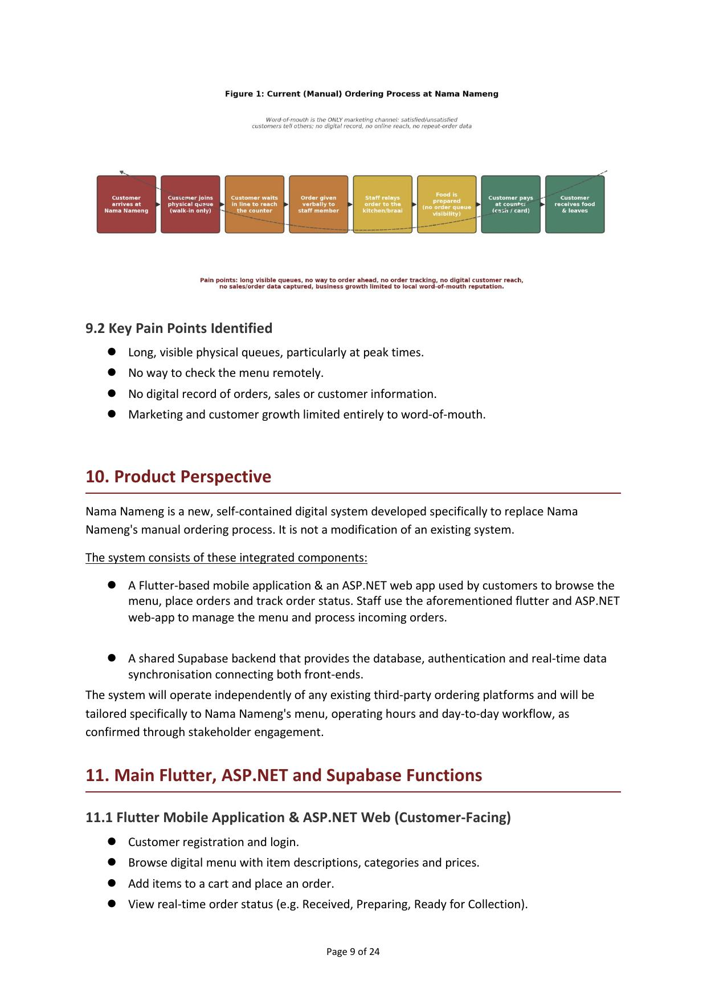 Figure 1: Current (Manual) Ordering Process at Nama Nameng
Word-of-mouth is the ONLY marketing channel: satisfied/unsatisfied
customers tell others; no digital record, no online reach, no repeat-order data
Customer
arrives at
Nama Nameng
Customer joins
physical queue
(walk-in only)
Customer waits
in line to reach
the counter
Order given
verbally to
staff member
Staff relays
order to the
kitchen/braai
Food is
prepared
(no order queue
visibility)
Customer pays
at counter
(cash / card)
Customer
receives food
& leaves
Pain points: long visible queues, no way to order ahead, no order tracking, no digital customer reach,
no sales/order data captured, business growth limited to local word-of-mouth reputation.
9.2 Key Pain Points Identified
● Long, visible physical queues, particularly at peak times.
● No way to check the menu remotely.
● No digital record of orders, sales or customer information.
● Marketing and customer growth limited entirely to word-of-mouth.
10. Product Perspective
Nama Nameng is a new, self-contained digital system developed specifically to replace Nama
Nameng's manual ordering process. It is not a modification of an existing system.
The system consists of these integrated components:
● A Flutter-based mobile application & an ASP.NET web app used by customers to browse the
menu, place orders and track order status. Staff use the aforementioned flutter and ASP.NET
web-app to manage the menu and process incoming orders.
● A shared Supabase backend that provides the database, authentication and real-time data
synchronisation connecting both front-ends.
The system will operate independently of any existing third-party ordering platforms and will be
tailored specifically to Nama Nameng's menu, operating hours and day-to-day workflow, as
confirmed through stakeholder engagement.
11. Main Flutter, ASP.NET and Supabase Functions
11.1 Flutter Mobile Application & ASP.NET Web (Customer-Facing)
● Customer registration and login.
● Browse digital menu with item descriptions, categories and prices.
● Add items to a cart and place an order.
● View real-time order status (e.g. Received, Preparing, Ready for Collection).
Page 9 of 24